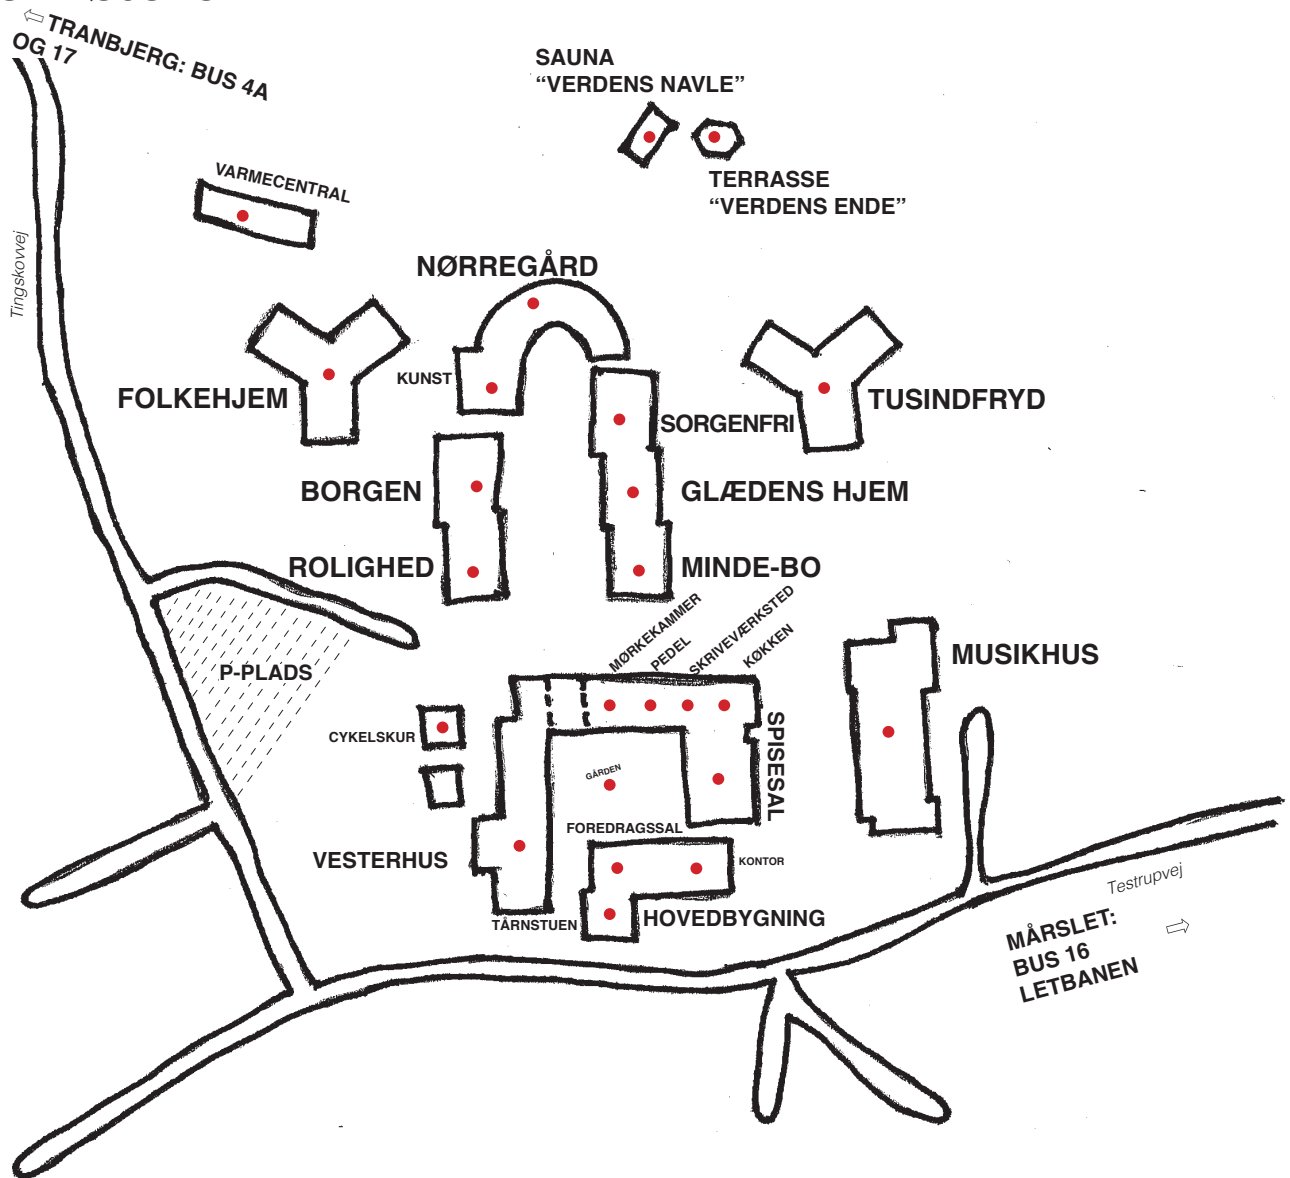 TRANBJERG: BUS 4A
OG 17
SAUNA
“VERDENS NAVLE”
TERRASSE
“VERDENS ENDE”
VARMECENTRAL
Tingskovvej
NØRREGÅRD
KUNST
FOLKEHJEM
TUSINDFRYD
SORGENFRI
BORGEN
GLÆDENS HJEM
ROLIGHED
MINDE-BO
MØRKEKAMMER
PEDEL
SKRIVEVÆRKSTED
KØKKEN
MUSIKHUS
P-PLADS
CYKELSKUR
SPISESAL
GÅRDEN
FOREDRAGSSAL
VESTERHUS
KONTOR
TÅRNSTUEN
HOVEDBYGNING
Testrupvej
MÅRSLET:
BUS 16
LETBANEN